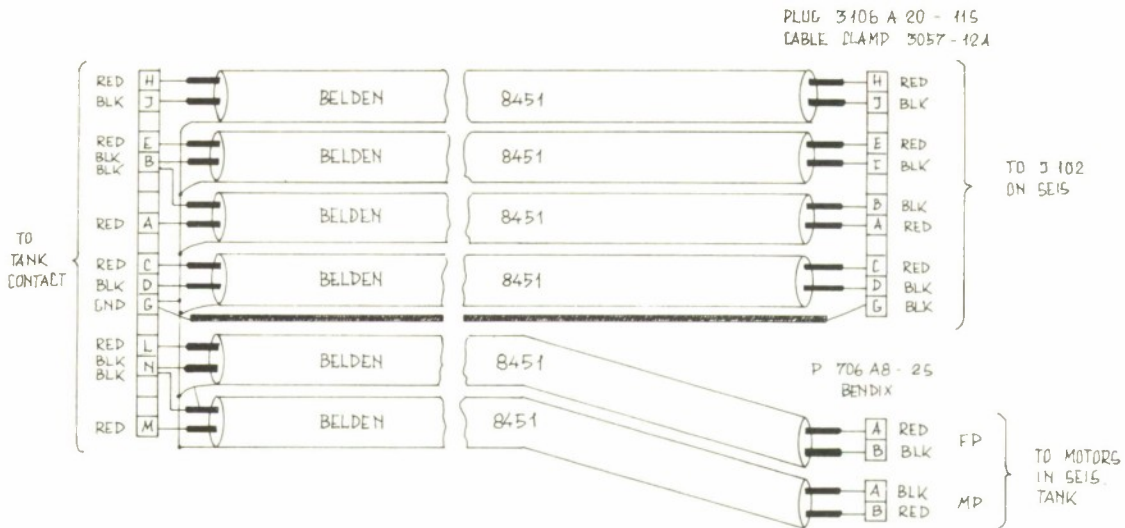 PLUG 3106 A 20 - 11S
CABLE CLAMP 3057 - 12A
RED H BELDEN 8451 H RED
BLK J J BLK
RED E BELDEN 8451 E RED
BLK B F BLK
BLK
BELDEN 8451 B BLK
RED A A RED
RED C BELDEN 8451 C RED
BLK D D BLK
GND G G BLK
TO
TANK
CONTACT
TO J 102
ON SEIS
RED L BELDEN 8451
BLK N
BLK
BELDEN 8451
RED M
P 706 A8 - 25
BENDIX
A RED
B BLK
FP
A BLK
B RED
MP
TO MOTORS
IN SEIS.
TANK